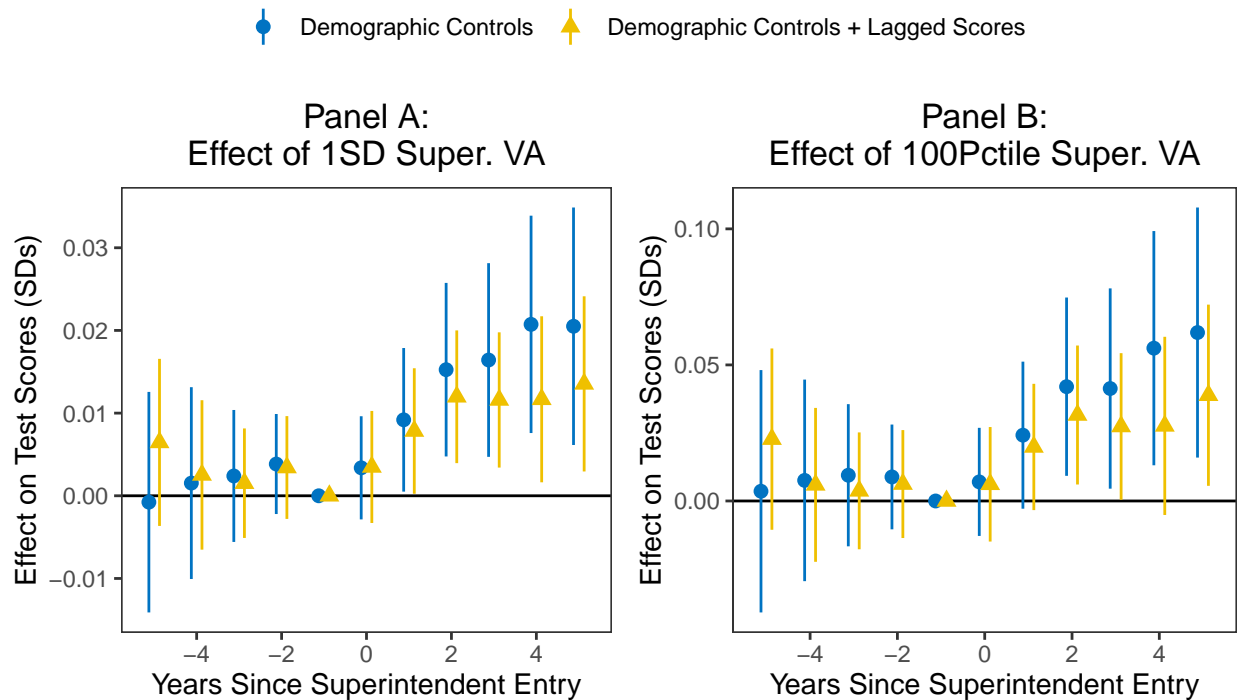 Demographic Controls
Demographic Controls + Lagged Scores
Panel A:
Effect of 1SD Super. VA
Effect on Test Scores (SDs)
0.03
0.02
0.01
0.00
−0.01
−4
−2
0
2
4
Years Since Superintendent Entry
Panel B:
Effect of 100Pctile Super. VA
Effect on Test Scores (SDs)
0.10
0.05
0.00
−4
−2
0
2
4
Years Since Superintendent Entry